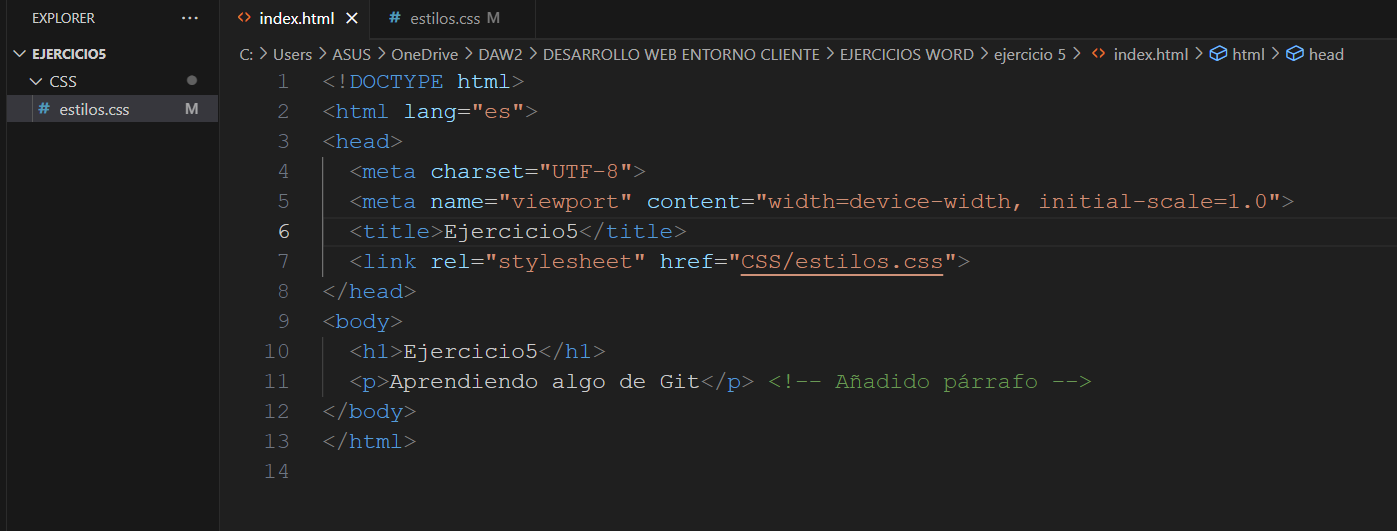 EXPLORER ···
EJERCICIO5
CSS
# estilos.css M
<> index.html ×
# estilos.css M
C: > Users > ASUS > OneDrive > DAW2 > DESARROLLO WEB ENTORNO CLIENTE > EJERCICIOS WORD > ejercicio 5 > <> index.html > html > head
1 <!DOCTYPE html>
2 <html lang="es">
3 <head>
4 <meta charset="UTF-8">
5 <meta name="viewport" content="width=device-width, initial-scale=1.0">
6 <title>Ejercicio5</title>
7 <link rel="stylesheet" href="CSS/estilos.css">
8 </head>
9 <body>
10 <h1>Ejercicio5</h1>
11 <p>Aprendiendo algo de Git</p> <!-- Añadido párrafo -->
12 </body>
13 </html>
14